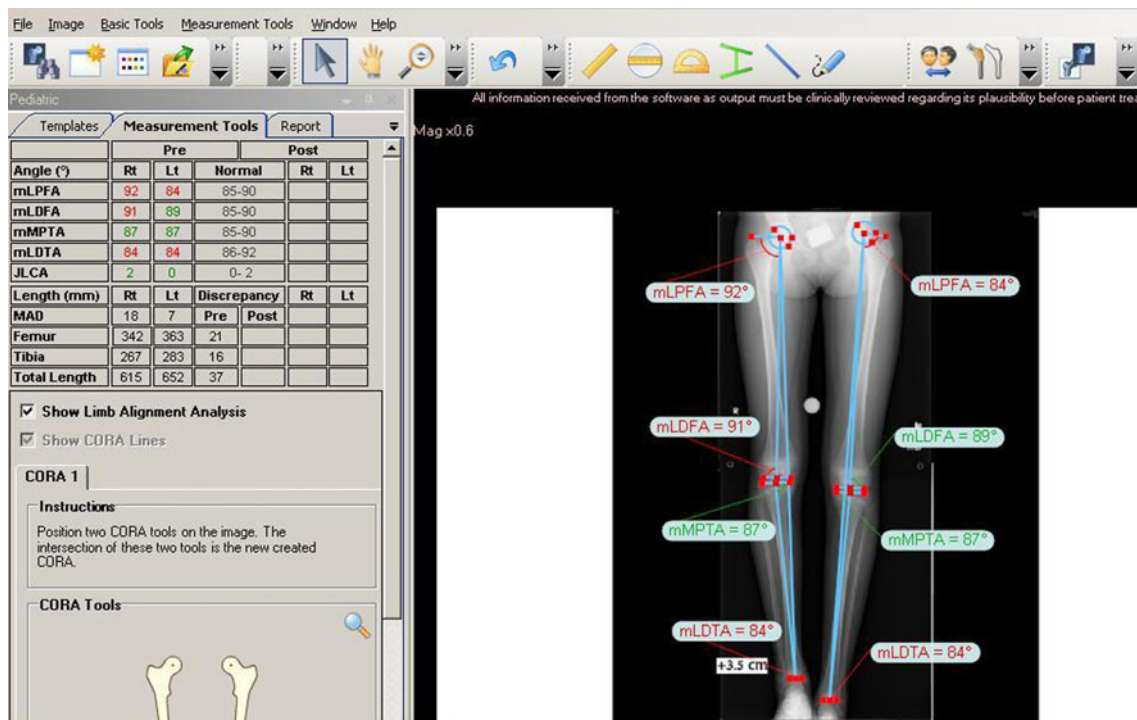 File Image Basic Tools Measurement Tools Window Help
Pediatric
All information received from the software as output must be clinically reviewed regarding its plausibility before patient trea
Templates Measurement Tools Report
Mag x0.6
Pre Post
Angle (°) Rt Lt Normal Rt Lt
mLPFA 92 84 85-90
mLDFA 91 89 85-90
mMPTA 87 87 85-90
mLDTA 84 84 86-92
JLCA 2 0 0-2
Length (mm) Rt Lt Discrepancy Rt Lt
MAD 18 7 Pre Post
Femur 342 363 21
Tibia 267 283 16
Total Length 615 652 37
Show Limb Alignment Analysis
Show CORA Lines
CORA 1
Instructions
Position two CORA tools on the image. The
intersection of these two tools is the new created
CORA.
CORA Tools
mLPFA = 92°
mLPFA = 84°
R
mLDFA = 91°
mLDFA = 89°
mMPTA = 87°
mMPTA = 87°
mLDTA = 84°
mLDTA = 84°
+3.5 cm